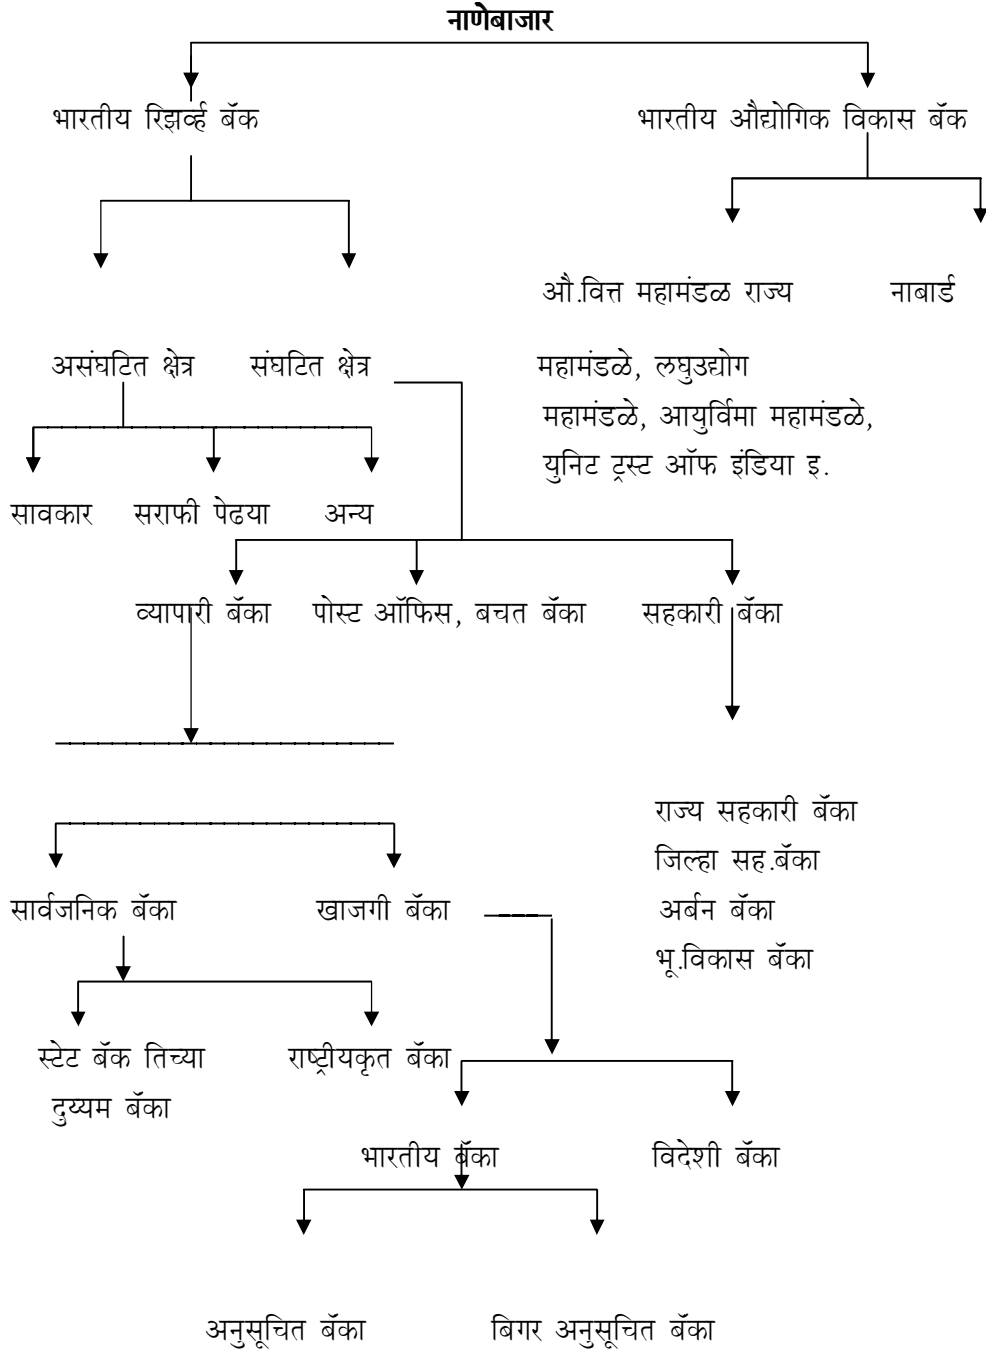 नाणेबाजार
भारतीय रिझर्व्ह बॅक भारतीय औद्योगिक विकास बॅक
औ.वित्त महामंडळ राज्य नाबार्ड
असंघटित क्षेत्र संघटित क्षेत्र महामंडळे, लघुउद्योग
महामंडळे, आयुर्विमा महामंडळे,
युनिट ट्रस्ट ऑफ इंडिया इ.
सावकार सराफी पेढया अन्य
व्यापारी बॅका पोस्ट ऑफिस, बचत बॅका सहकारी बॅका
राज्य सहकारी बॅका
जिल्हा सह.बॅका
सार्वजनिक बॅका खाजगी बॅका अर्बन बॅका
भू.विकास बॅका
स्टेट बॅक तिच्या राष्ट्रीयकृत बॅका
दुय्यम बॅका
भारतीय बॅका विदेशी बॅका
अनुसूचित बॅका बिगर अनुसूचित बॅका